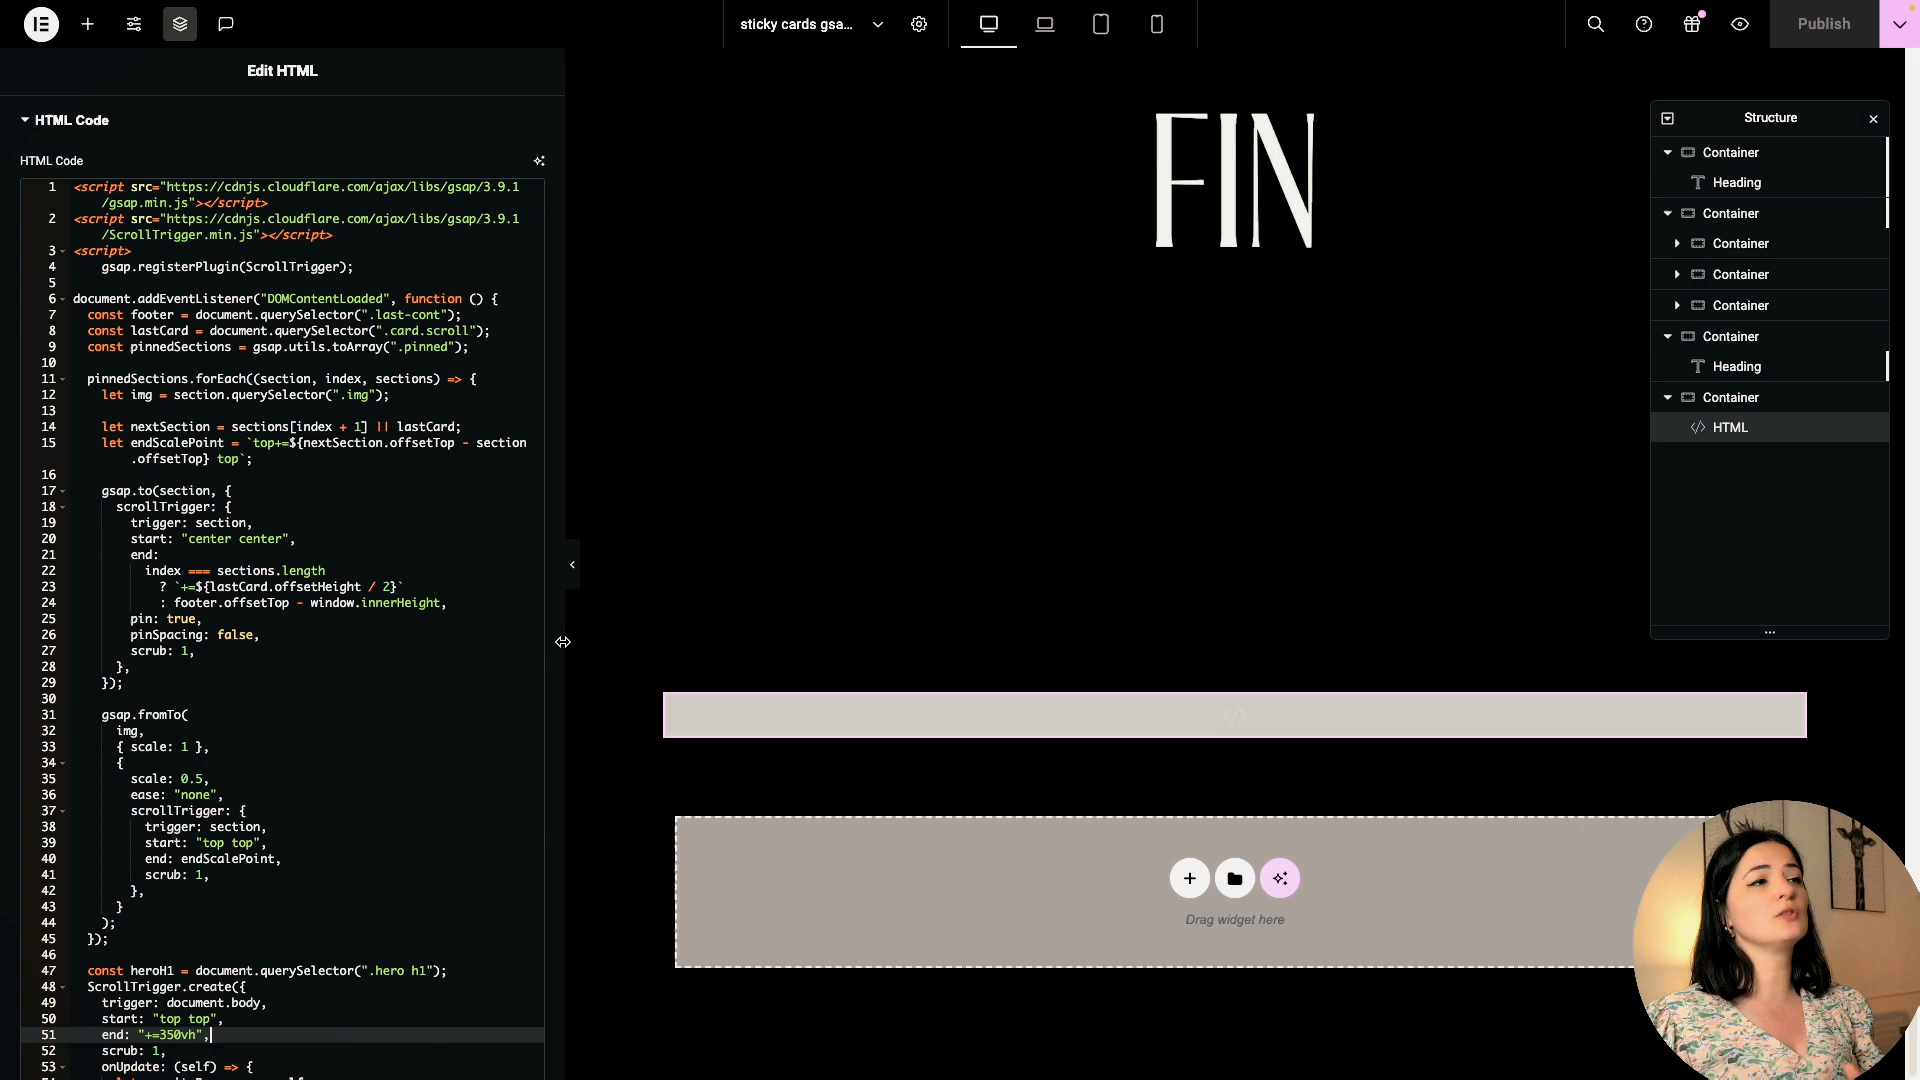 sticky cards gsa...
Publish
Edit HTML
HTML Code
HTML Code
1 <script src="https://cdnjs.cloudflare.com/ajax/libs/gsap/3.9.1
/gsap.min.js"></script>
2 <script src="https://cdnjs.cloudflare.com/ajax/libs/gsap/3.9.1
/ScrollTrigger.min.js"></script>
3 <script>
4 gsap.registerPlugin(ScrollTrigger);
5
6 document.addEventListener("DOMContentLoaded", function () {
7 const footer = document.querySelector(".last-cont");
8 const lastCard = document.querySelector(".card.scroll");
9 const pinnedSections = gsap.utils.toArray(".pinned");
10
11 pinnedSections.forEach((section, index, sections) => {
12 let img = section.querySelector(".img");
13
14 let nextSection = sections[index + 1] || lastCard;
15 let endScalePoint = `top+=${nextSection.offsetTop - section
.offsetTop} top`;
16
17 gsap.to(section, {
18 scrollTrigger: {
19 trigger: section,
20 start: "center center",
21 end:
22 index === sections.length
23 ? `+=${lastCard.offsetHeight / 2}`
24 : footer.offsetTop - window.innerHeight,
25 pin: true,
26 pinSpacing: false,
27 scrub: 1,
28 },
29 });
30
31 gsap.fromTo(
32 img,
33 { scale: 1 },
34 {
35 scale: 0.5,
36 ease: "none",
37 scrollTrigger: {
38 trigger: section,
39 start: "top top",
40 end: endScalePoint,
41 scrub: 1,
42 },
43 }
44 );
45 });
46
47 const heroH1 = document.querySelector(".hero h1");
48 ScrollTrigger.create({
49 trigger: document.body,
50 start: "top top",
51 end: "+=350vh",
52 scrub: 1,
53 onUpdate: (self) => {
FIN
Drag widget here
Structure
Container
Heading
Container
Container
Container
Container
Container
Heading
Container
HTML